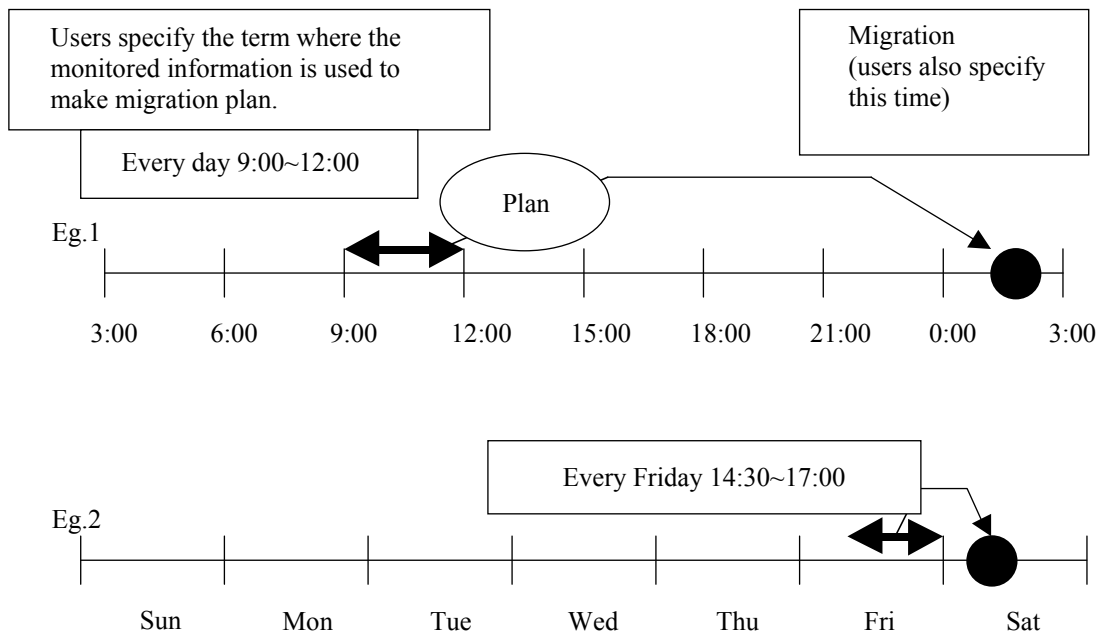 Users specify the term where the
monitored information is used to
make migration plan.
Migration
(users also specify
this time)
Every day 9:00~12:00
Plan
Eg.1
3:00 6:00 9:00 12:00 15:00 18:00 21:00 0:00 3:00
Every Friday 14:30~17:00
Eg.2
Sun Mon Tue Wed Thu Fri Sat